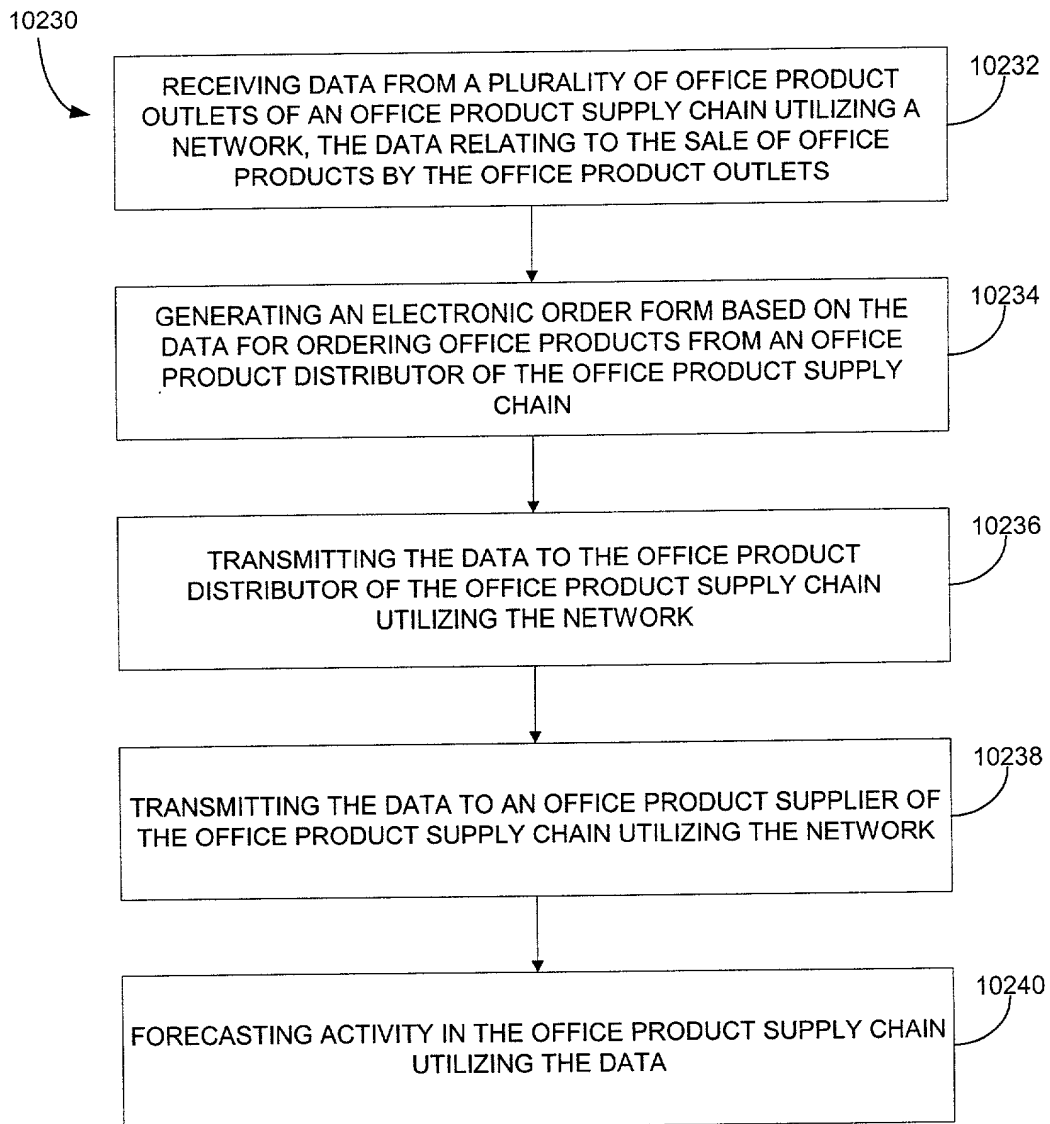 10230
RECEIVING DATA FROM A PLURALITY OF OFFICE PRODUCT
OUTLETS OF AN OFFICE PRODUCT SUPPLY CHAIN UTILIZING A
NETWORK, THE DATA RELATING TO THE SALE OF OFFICE
PRODUCTS BY THE OFFICE PRODUCT OUTLETS
10232
GENERATING AN ELECTRONIC ORDER FORM BASED ON THE
DATA FOR ORDERING OFFICE PRODUCTS FROM AN OFFICE
PRODUCT DISTRIBUTOR OF THE OFFICE PRODUCT SUPPLY
CHAIN
10234
TRANSMITTING THE DATA TO THE OFFICE PRODUCT
DISTRIBUTOR OF THE OFFICE PRODUCT SUPPLY CHAIN
UTILIZING THE NETWORK
10236
TRANSMITTING THE DATA TO AN OFFICE PRODUCT SUPPLIER OF
THE OFFICE PRODUCT SUPPLY CHAIN UTILIZING THE NETWORK
10238
FORECASTING ACTIVITY IN THE OFFICE PRODUCT SUPPLY CHAIN
UTILIZING THE DATA
10240